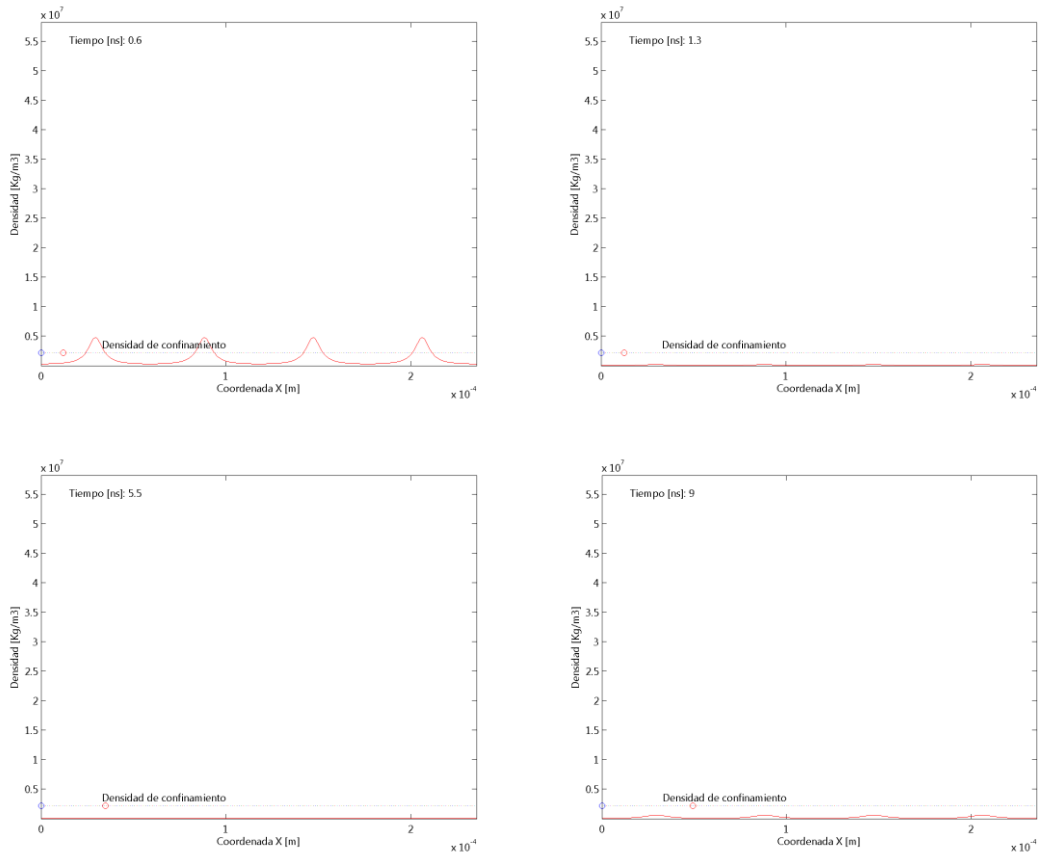 x 10^7
Tiempo [ns]: 0.6
5.5
5
4.5
4
3.5
3
2.5
2
1.5
1
0.5
Densidad [Kg/m3]
Densidad de confinamiento
0 1 2
Coordenada X [m]
x 10^-4
x 10^7
Tiempo [ns]: 1.3
5.5
5
4.5
4
3.5
3
2.5
2
1.5
1
0.5
Densidad [Kg/m3]
Densidad de confinamiento
0 1 2
Coordenada X [m]
x 10^-4
x 10^7
Tiempo [ns]: 5.5
5.5
5
4.5
4
3.5
3
2.5
2
1.5
1
0.5
Densidad [Kg/m3]
Densidad de confinamiento
0 1 2
Coordenada X [m]
x 10^-4
x 10^7
Tiempo [ns]: 9
5.5
5
4.5
4
3.5
3
2.5
2
1.5
1
0.5
Densidad [Kg/m3]
Densidad de confinamiento
0 1 2
Coordenada X [m]
x 10^-4